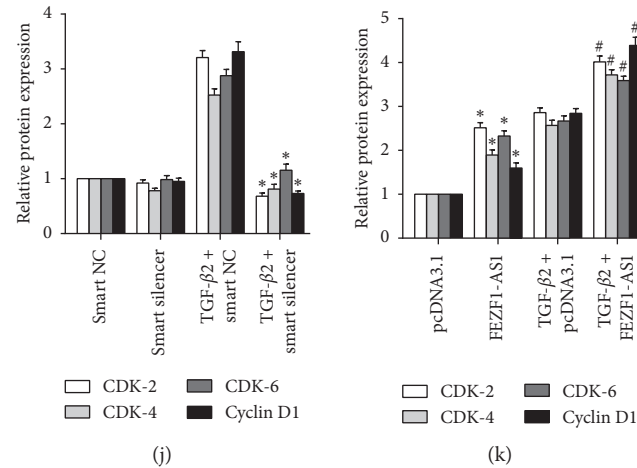 Relative protein expression
4
3
2
1
0
* * * *
Smart NC
Smart silencer
TGF-β2 +
smart NC
TGF-β2 +
smart silencer
CDK-2
CDK-6
CDK-4
Cyclin D1
(j)
Relative protein expression
5
4
3
2
1
0
* * * *
# # # #
pcDNA3.1
FEZF1-AS1
TGF-β2 +
pcDNA3.1
TGF-β2 +
FEZF1-AS1
CDK-2
CDK-6
CDK-4
Cyclin D1
(k)